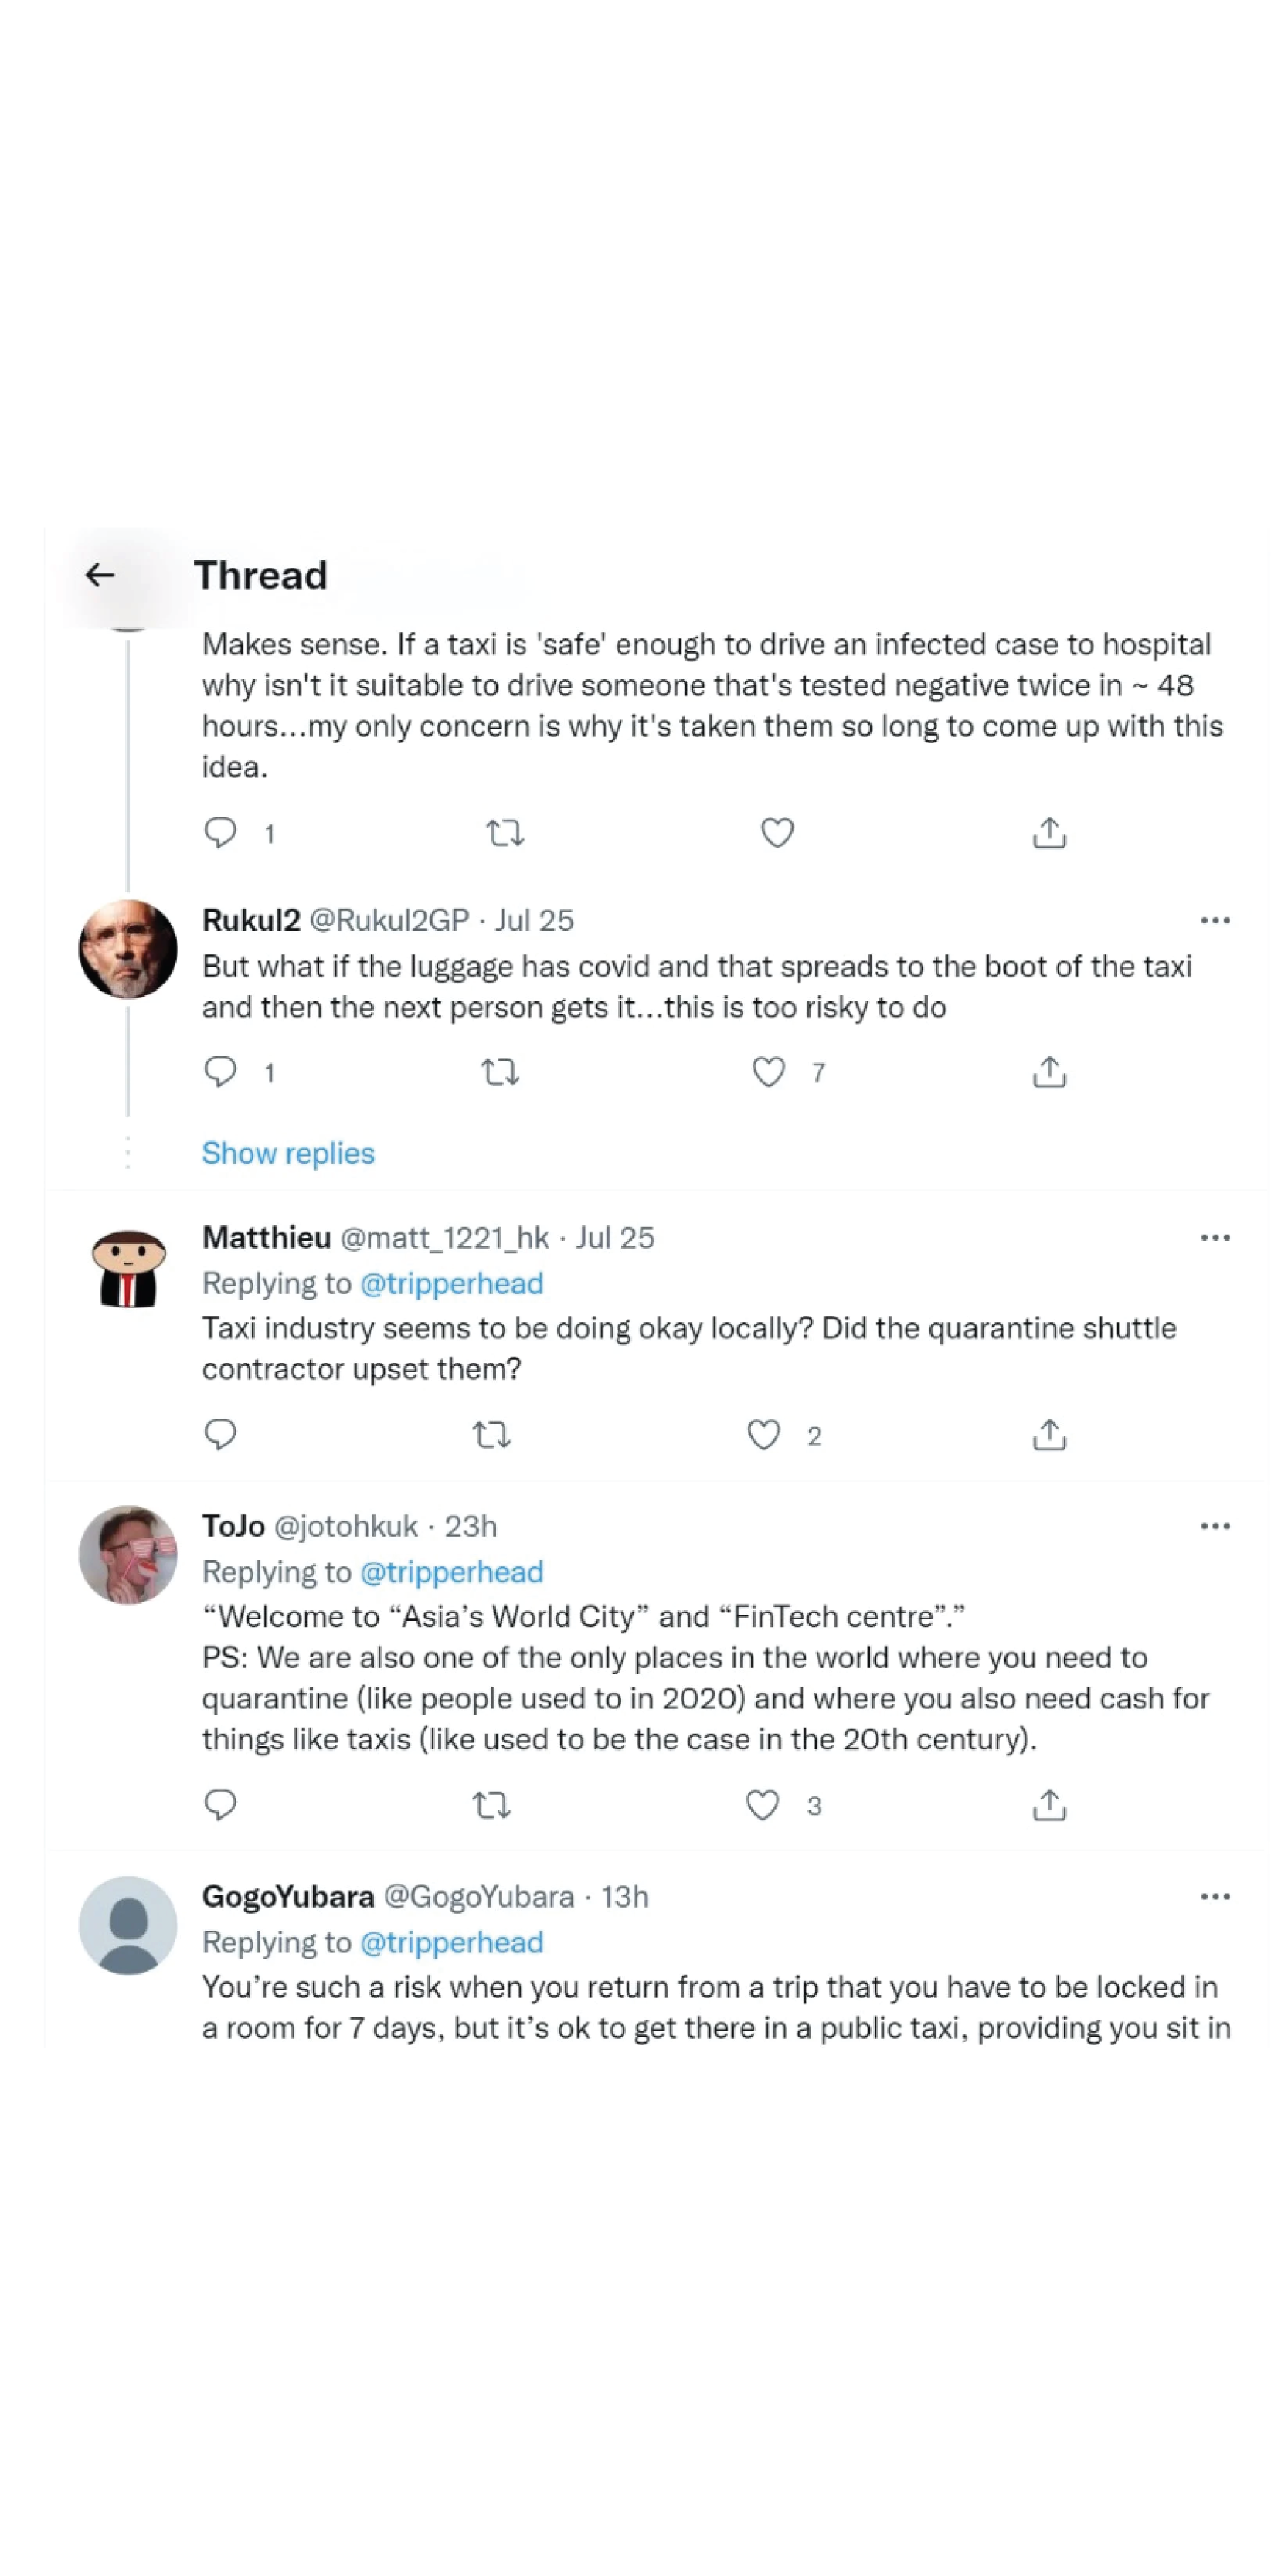 Thread
Makes sense. If a taxi is 'safe' enough to drive an infected case to hospital
why isn't it suitable to drive someone that's tested negative twice in ~ 48
hours...my only concern is why it's taken them so long to come up with this
idea.
1
Rukul2 @Rukul2GP · Jul 25
But what if the luggage has covid and that spreads to the boot of the taxi
and then the next person gets it...this is too risky to do
1 7
Show replies
Matthieu @matt_1221_hk · Jul 25
Replying to @tripperhead
Taxi industry seems to be doing okay locally? Did the quarantine shuttle
contractor upset them?
2
ToJo @jotohkuk · 23h
Replying to @tripperhead
“Welcome to “Asia’s World City” and “FinTech centre”.”
PS: We are also one of the only places in the world where you need to
quarantine (like people used to in 2020) and where you also need cash for
things like taxis (like used to be the case in the 20th century).
3
GogoYubara @GogoYubara · 13h
Replying to @tripperhead
You’re such a risk when you return from a trip that you have to be locked in
a room for 7 days, but it’s ok to get there in a public taxi, providing you sit in